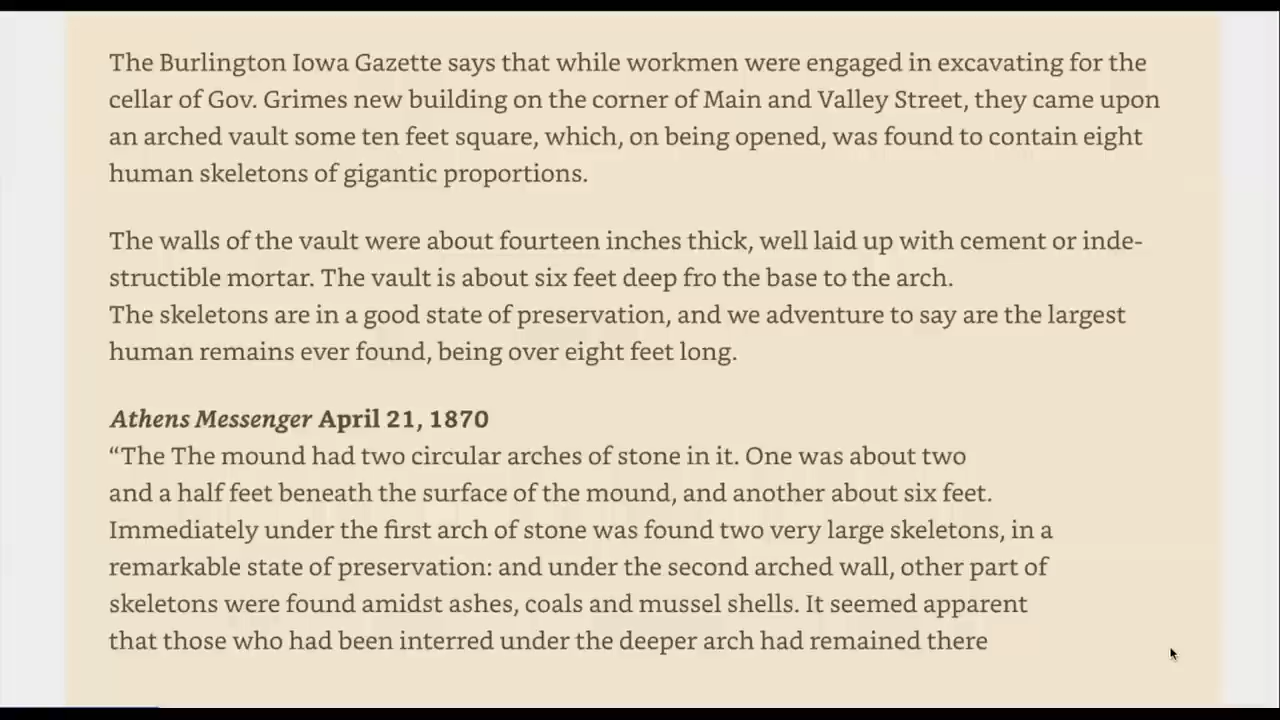 The Burlington Iowa Gazette says that while workmen were engaged in excavating for the
cellar of Gov. Grimes new building on the corner of Main and Valley Street, they came upon
an arched vault some ten feet square, which, on being opened, was found to contain eight
human skeletons of gigantic proportions.
The walls of the vault were about fourteen inches thick, well laid up with cement or inde-
structible mortar. The vault is about six feet deep fro the base to the arch.
The skeletons are in a good state of preservation, and we adventure to say are the largest
human remains ever found, being over eight feet long.
Athens Messenger April 21, 1870
“The The mound had two circular arches of stone in it. One was about two
and a half feet beneath the surface of the mound, and another about six feet.
Immediately under the first arch of stone was found two very large skeletons, in a
remarkable state of preservation: and under the second arched wall, other part of
skeletons were found amidst ashes, coals and mussel shells. It seemed apparent
that those who had been interred under the deeper arch had remained there